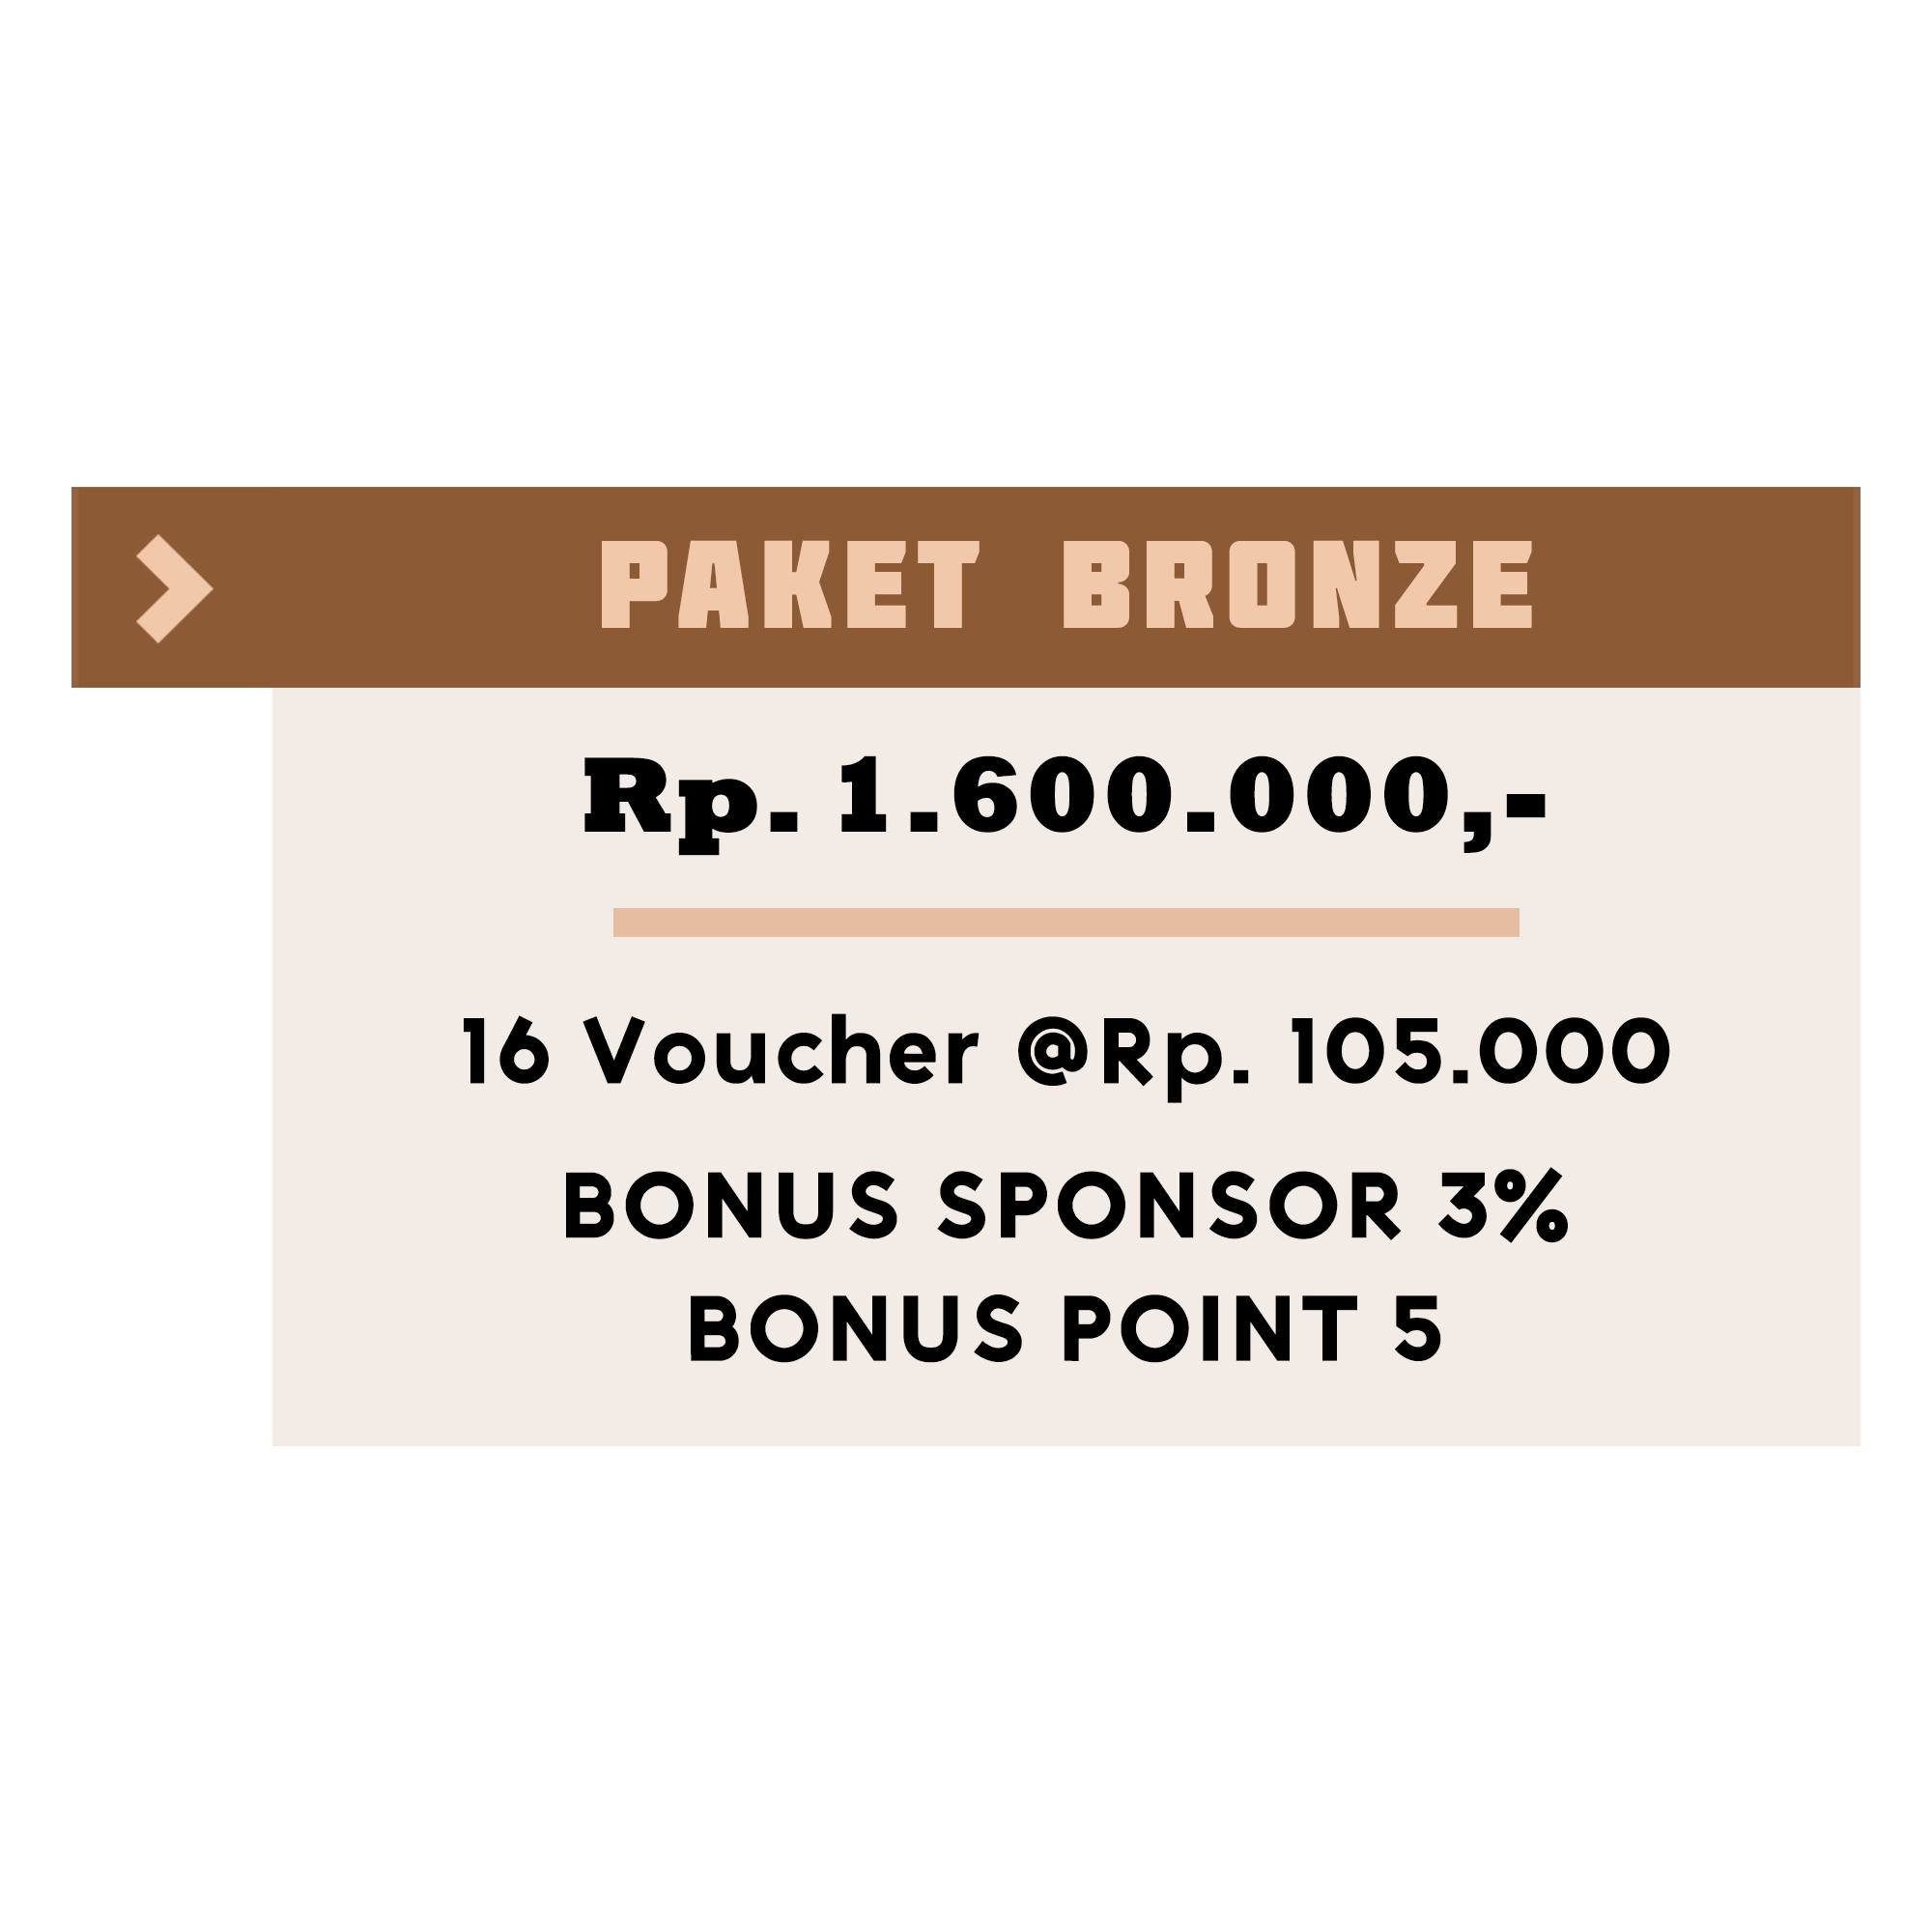 PAKET BRONZE
Rp. 1.600.000,-
16 Voucher @Rp. 105.000
BONUS SPONSOR 3%
BONUS POINT 5